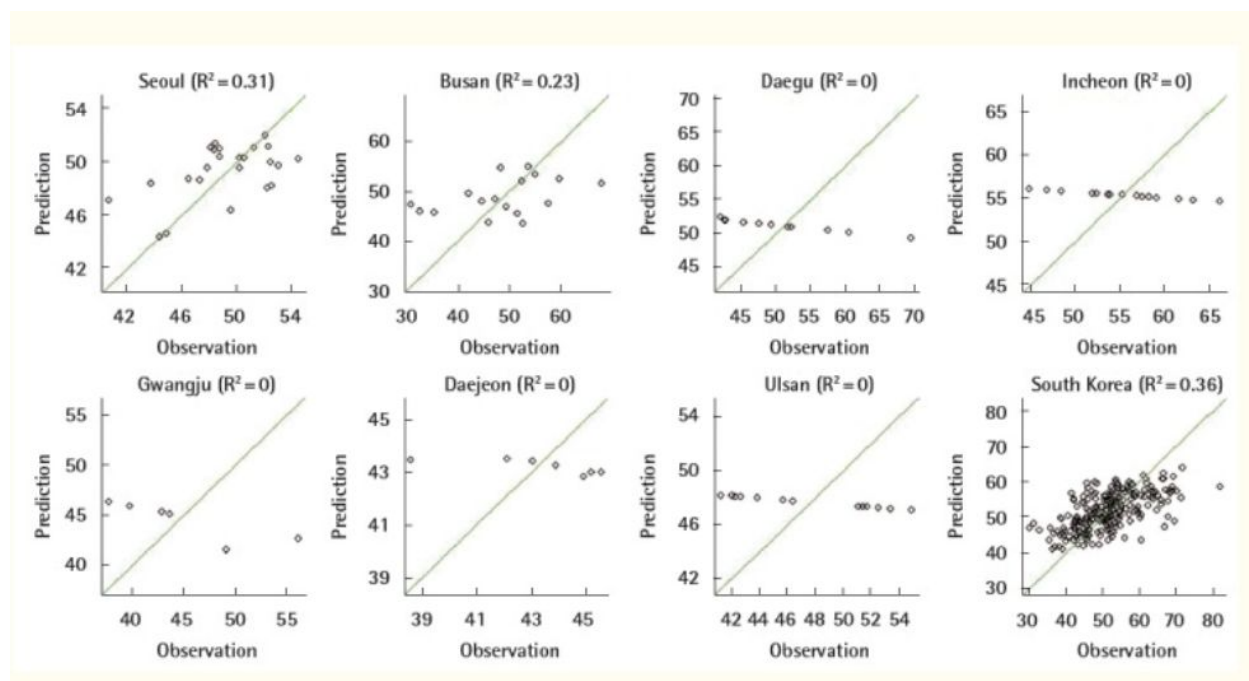 Seoul (R² = 0.31)
Prediction
54
50
46
42
42 46 50 54
Observation
Busan (R² = 0.23)
Prediction
60
50
40
30
30 40 50 60
Observation
Daegu (R² = 0)
Prediction
70
65
60
55
50
45
45 50 55 60 65 70
Observation
Incheon (R² = 0)
Prediction
65
60
55
50
45
45 50 55 60 65
Observation
Gwangju (R² = 0)
Prediction
55
50
45
40
40 45 50 55
Observation
Daejeon (R² = 0)
Prediction
45
43
41
39
39 41 43 45
Observation
Ulsan (R² = 0)
Prediction
54
50
46
42
42 44 46 48 50 52 54
Observation
South Korea (R² = 0.36)
Prediction
80
70
60
50
40
30
30 40 50 60 70 80
Observation